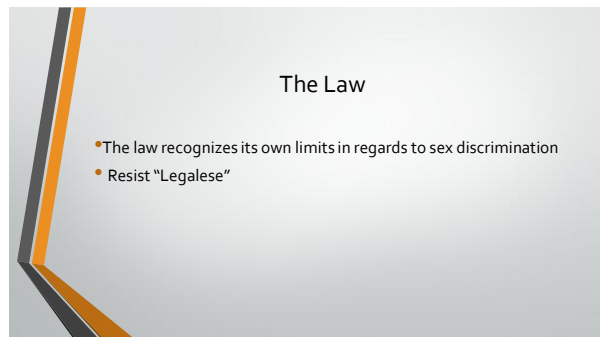 The Law
•The law recognizes its own limits in regards to sex discrimination
• Resist “Legalese”